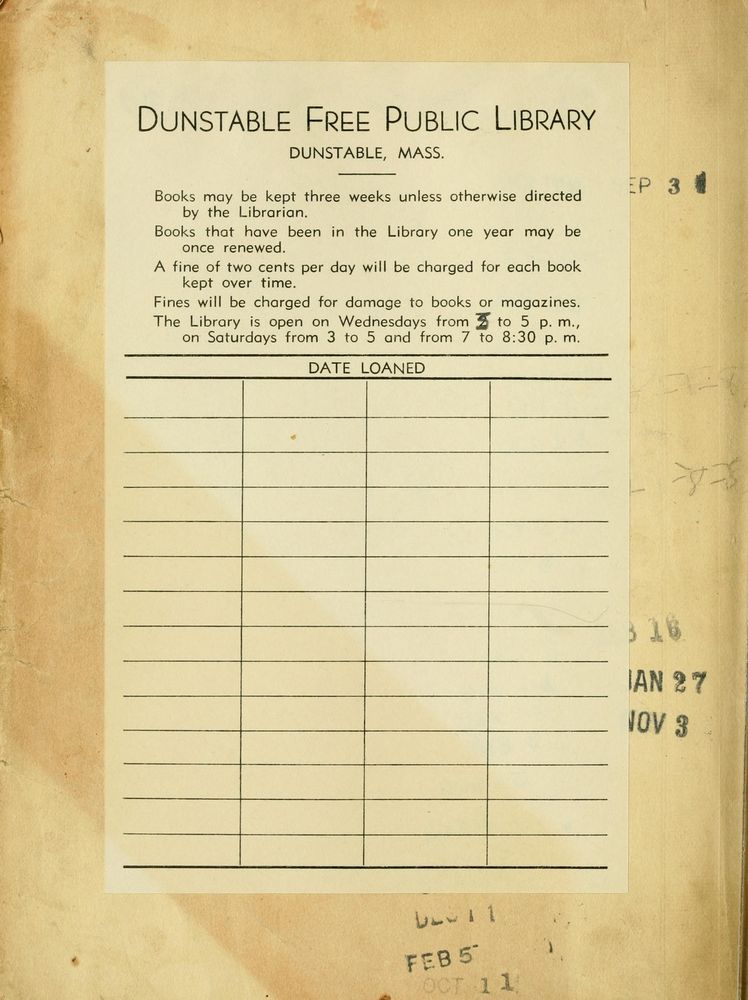 DUNSTABLE FREE PUBLIC LIBRARY
DUNSTABLE, MASS.
Books may be kept three weeks unless otherwise directed
by the Librarian.
Books that have been in the Library one year may be
once renewed.
A fine of two cents per day will be charged for each book
kept over time.
Fines will be charged for damage to books or magazines.
The Library is open on Wednesdays from to 5 p. m.,
on Saturdays from 3 to 5 and from 7 to 8:30 p. m.
DATE LOANED
EP 3
B 16
JAN 27
NOV 3
11
FEB 5
OCT 11